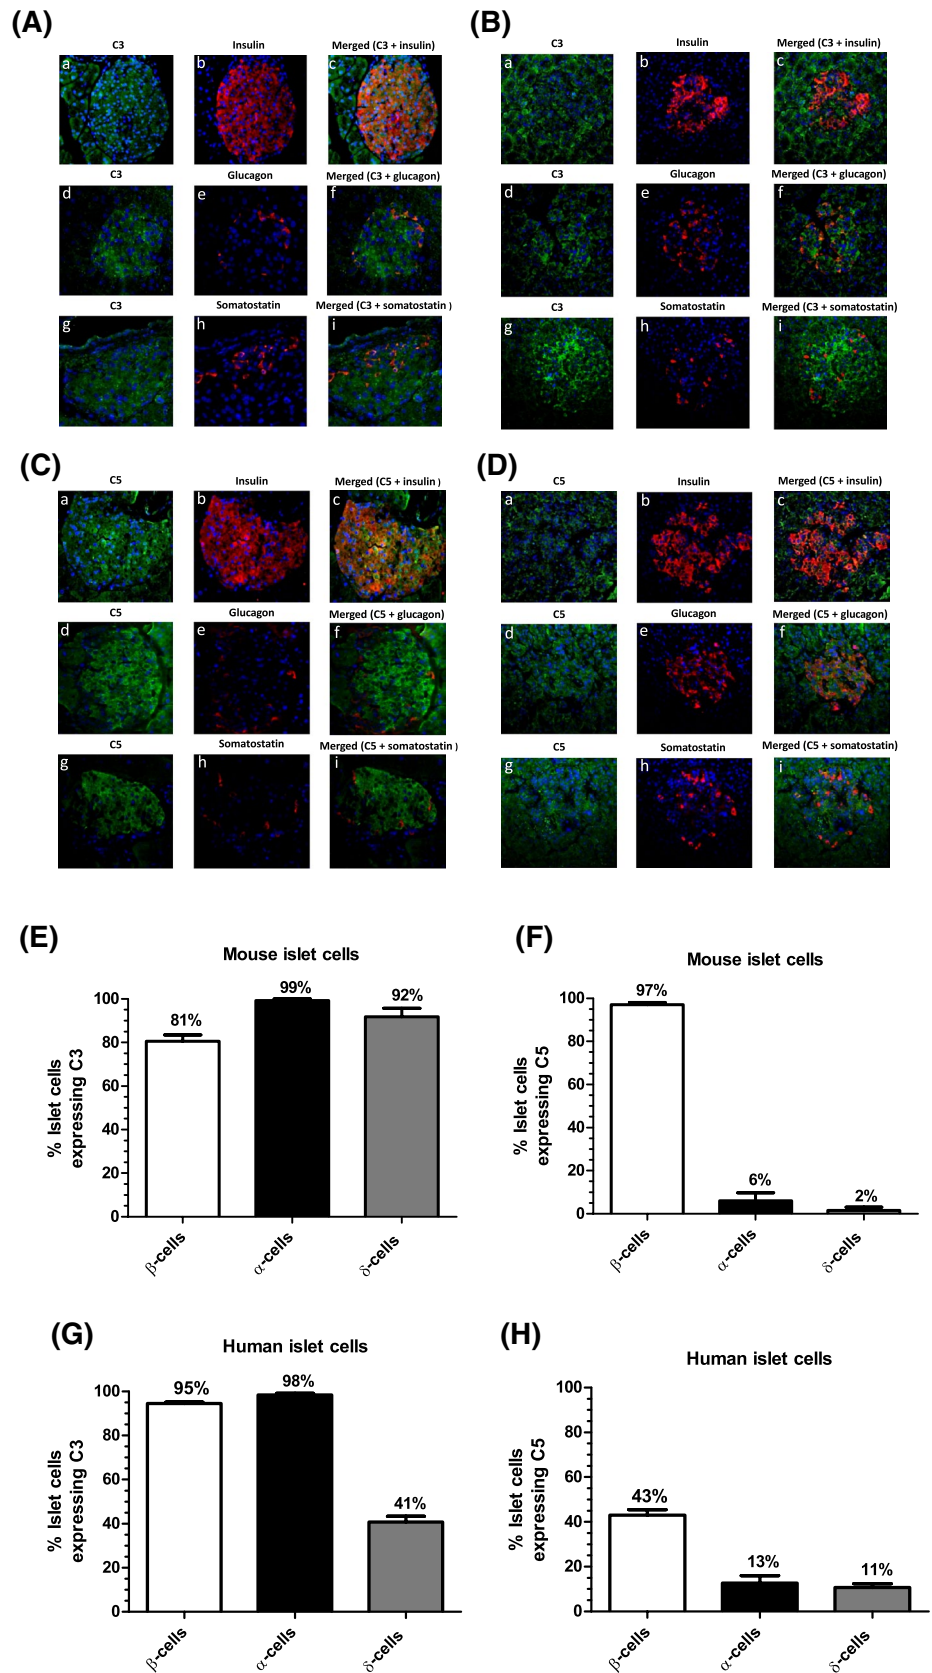 (A)
C3 Insulin Merged (C3 + insulin)
a b c
C3 Glucagon Merged (C3 + glucagon)
d e f
C3 Somatostatin Merged (C3 + somatostatin )
g h i
(B)
C3 Insulin Merged (C3 + insulin)
a b c
C3 Glucagon Merged (C3 + glucagon)
d e f
C3 Somatostatin Merged (C3 + somatostatin)
g h i
(C)
C5 Insulin Merged (C5 + insulin )
a b c
C5 Glucagon Merged (C5 + glucagon)
d e f
C5 Somatostatin Merged (C5 + somatostatin )
g h i
(D)
C5 Insulin Merged (C5 + insulin)
a b c
C5 Glucagon Merged (C5 + glucagon)
d e f
C5 Somatostatin Merged (C5 + somatostatin)
g h i
(E)
Mouse islet cells
% Islet cells
expressing C3
100
80
60
40
20
0
81% 99% 92%
β-cells α-cells δ-cells
(F)
Mouse islet cells
% Islet cells
expressing C5
100
80
60
40
20
0
97% 6% 2%
β-cells α-cells δ-cells
(G)
Human islet cells
% Islet cells
expressing C3
100
80
60
40
20
0
95% 98% 41%
β-cells α-cells δ-cells
(H)
Human islet cells
% Islet cells
expressing C5
100
80
60
40
20
0
43% 13% 11%
β-cells α-cells δ-cells